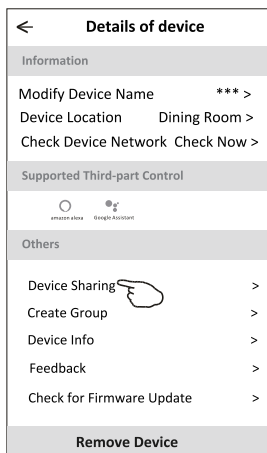 Details of device
Information
Modify Device Name *** >
Device Location Dining Room >
Check Device Network Check Now >
Supported Third-part Control
amazon alexa Google Assistant
Others
Device Sharing >
Create Group >
Device Info >
Feedback >
Check for Firmware Update >
Remove Device